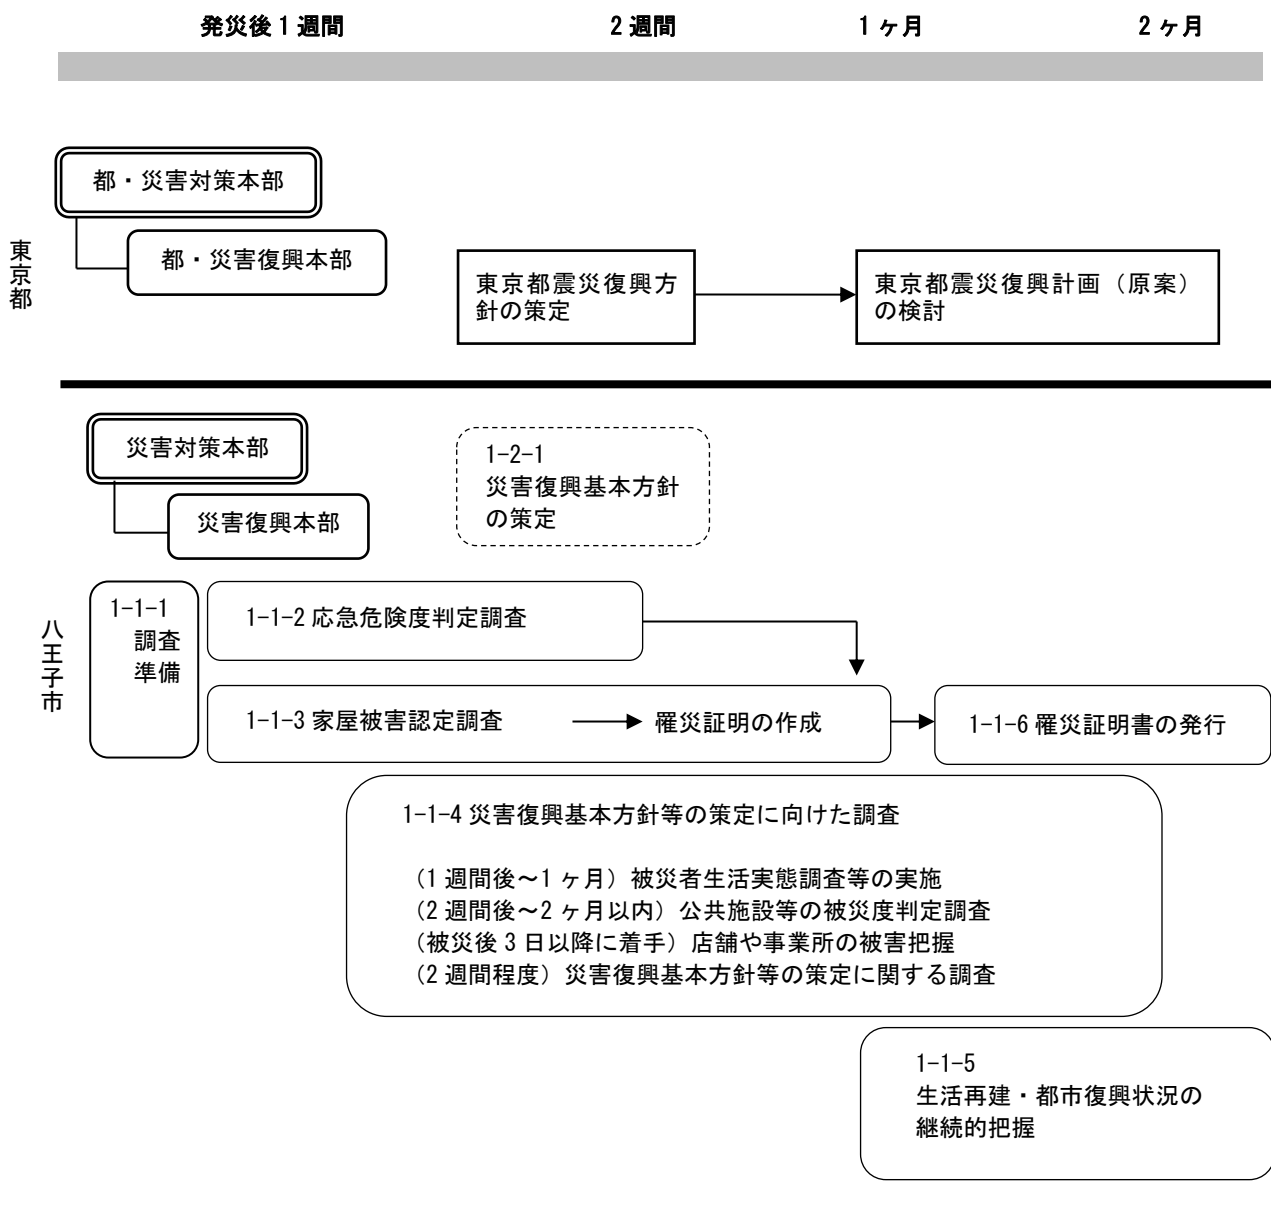 発災後1週間 2週間 1ヶ月 2ヶ月
東京都
都・災害対策本部
都・災害復興本部
東京都震災復興方
針の策定
東京都震災復興計画（原案）
の検討
八王子市
災害対策本部
災害復興本部
1-2-1
災害復興基本方針
の策定
1-1-1
調査
準備
1-1-2 応急危険度判定調査
1-1-3 家屋被害認定調査 罹災証明の作成
1-1-6 罹災証明書の発行
1-1-4 災害復興基本方針等の策定に向けた調査
（1週間後～1ヶ月）被災者生活実態調査等の実施
（2週間後～2ヶ月以内）公共施設等の被災度判定調査
（被災後3日以降に着手）店舗や事業所の被害把握
（2週間程度）災害復興基本方針等の策定に関する調査
1-1-5
生活再建・都市復興状況の
継続的把握